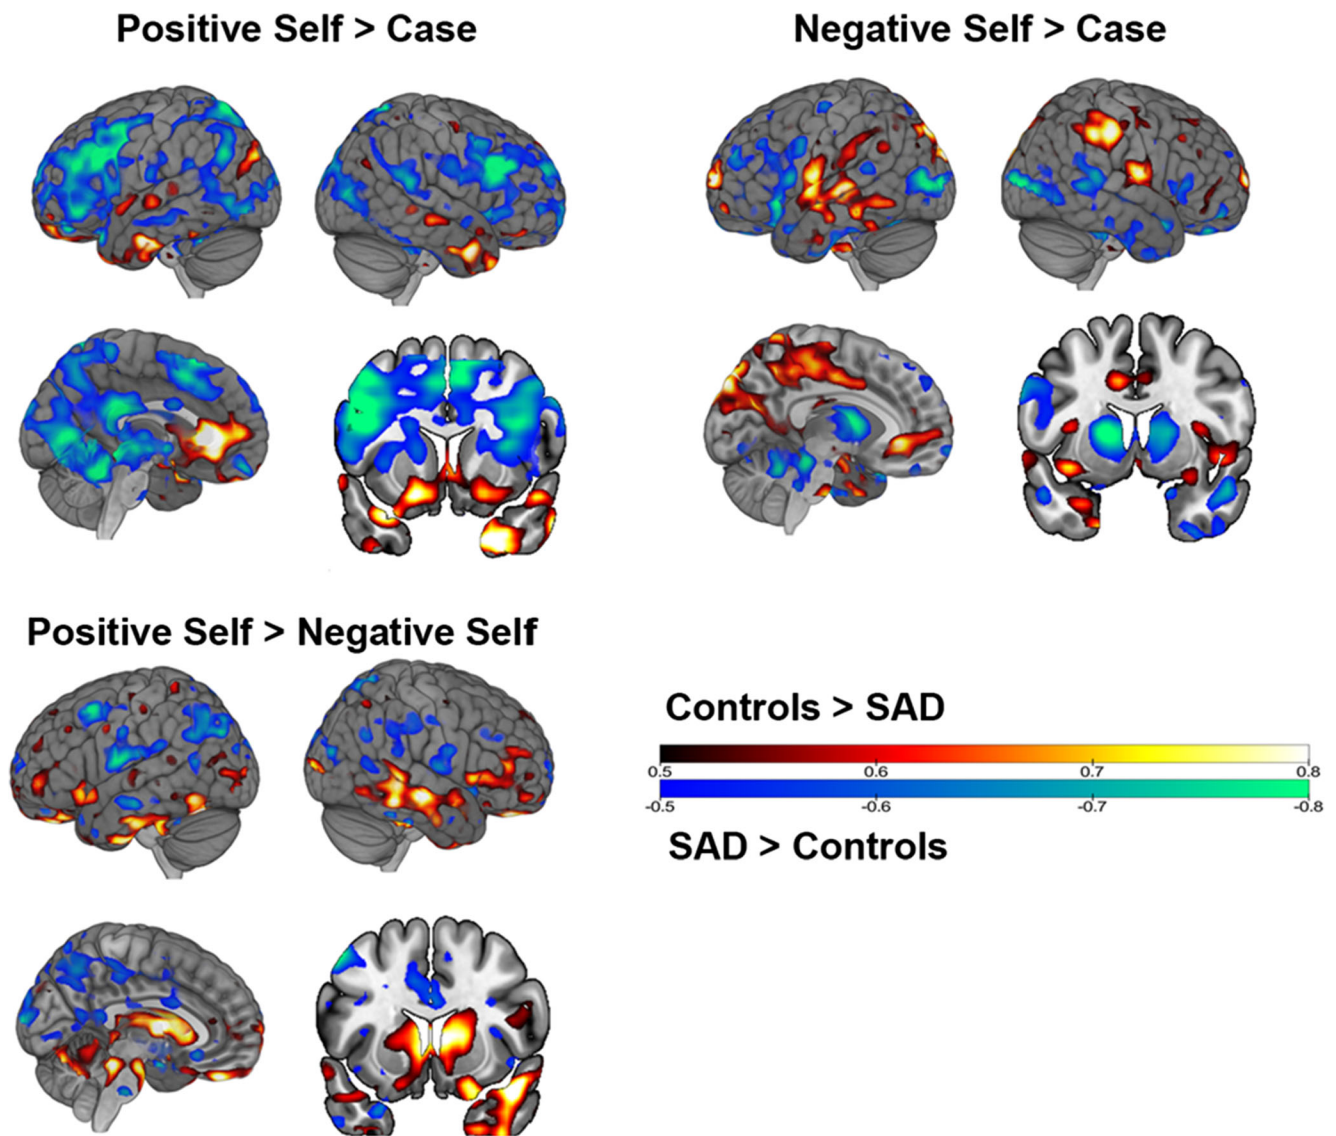 Positive Self > Case
Negative Self > Case
Positive Self > Negative Self
Controls > SAD
0.5 0.6 0.7 0.8
-0.5 -0.6 -0.7 -0.8
SAD > Controls